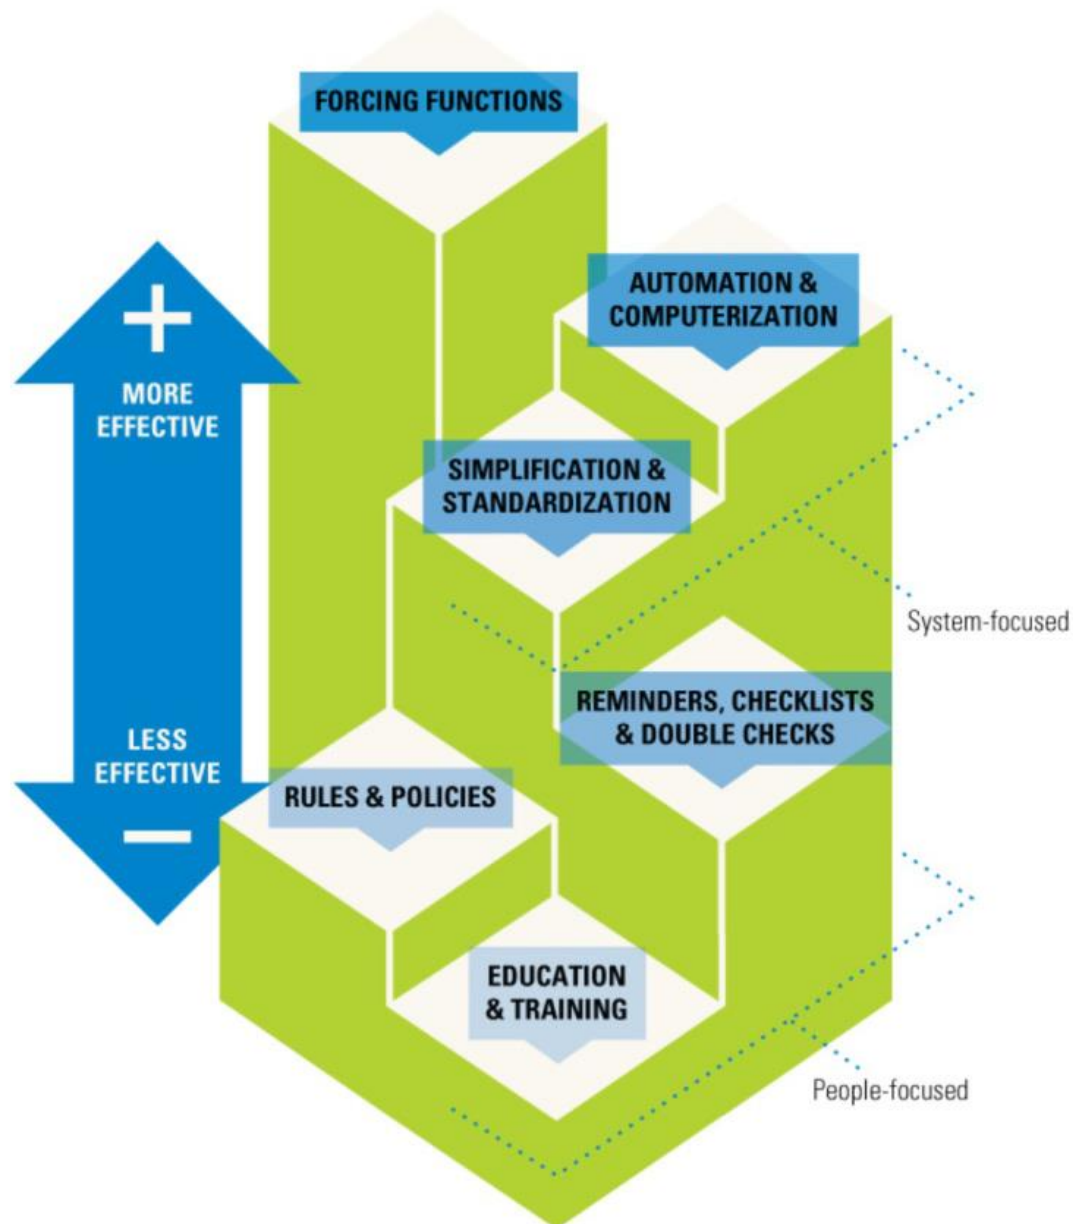 FORCING FUNCTIONS
AUTOMATION &
COMPUTERIZATION
+
MORE
EFFECTIVE
SIMPLIFICATION &
STANDARDIZATION
System-focused
REMINDERS, CHECKLISTS
& DOUBLE CHECKS
LESS
EFFECTIVE
–
RULES & POLICIES
EDUCATION
& TRAINING
People-focused